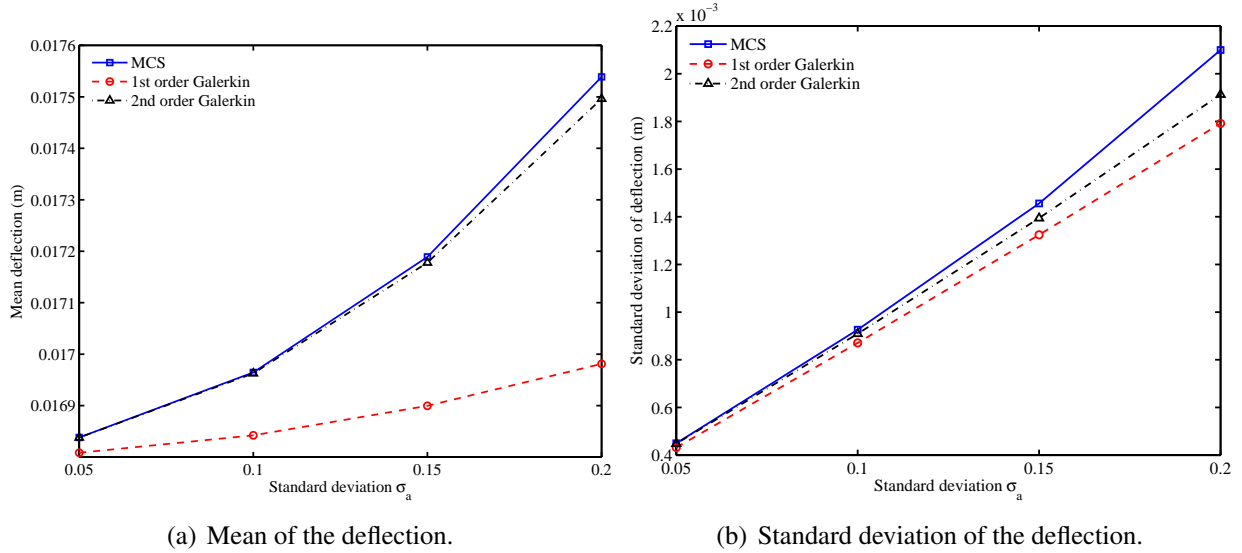 0.0176
MCS
1st order Galerkin
2nd order Galerkin
0.0175
0.0174
0.0173
0.0172
0.0171
0.017
0.0169
Mean deflection (m)
0.05
0.1
0.15
0.2
Standard deviation σa
(a) Mean of the deflection.
x 10−3
2.2
MCS
1st order Galerkin
2nd order Galerkin
2
1.8
1.6
1.4
1.2
1
0.8
0.6
0.4
Standard deviation of deflection (m)
0.05
0.1
0.15
0.2
Standard deviation σa
(b) Standard deviation of the deflection.